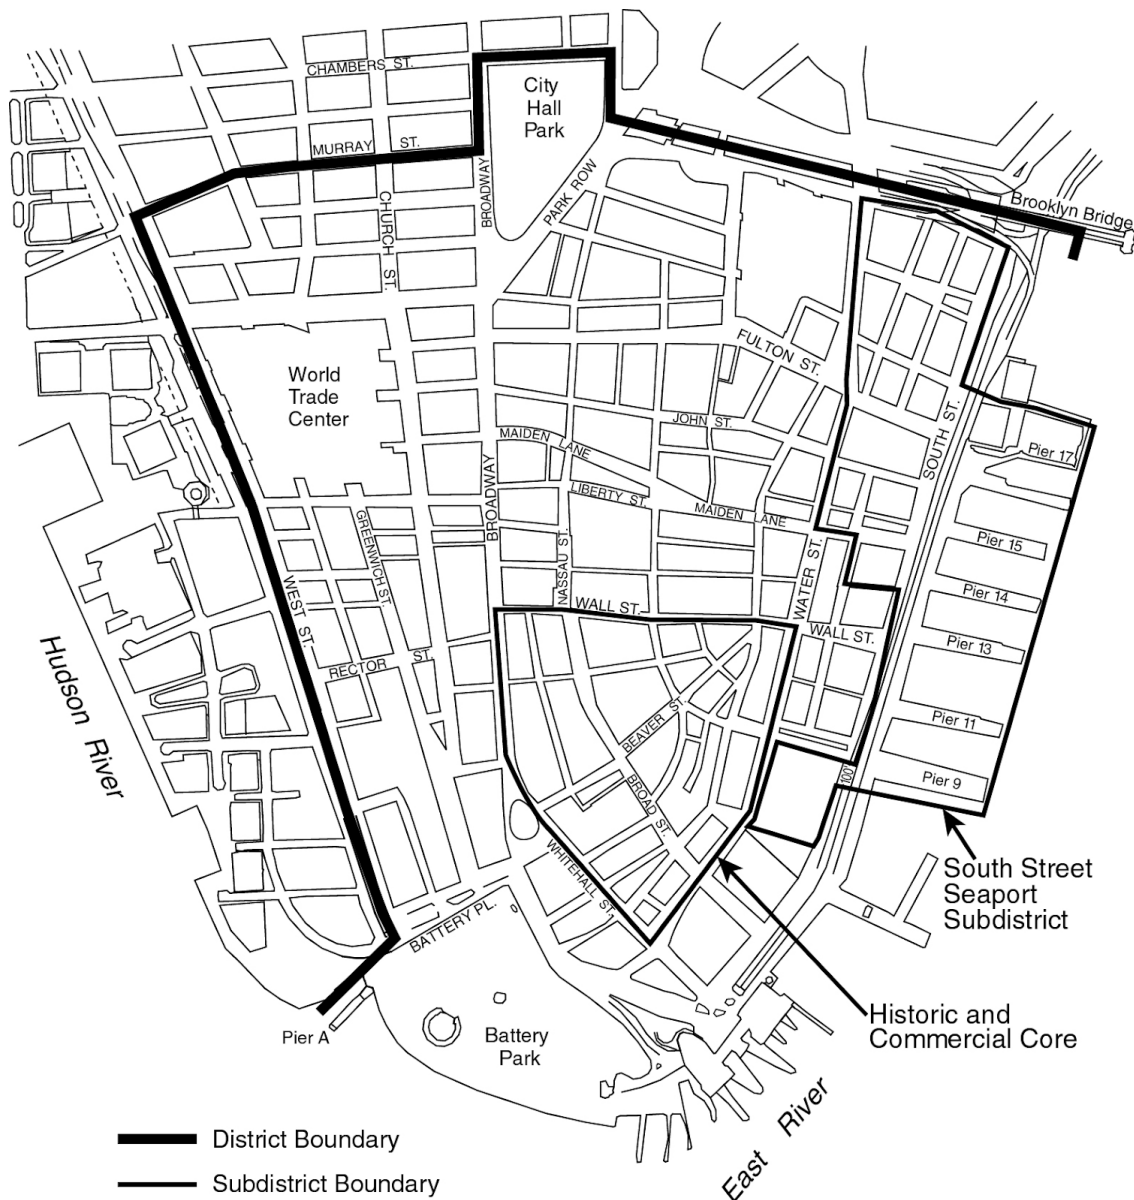 CHAMBERS ST.
City
Hall
Park
MURRAY ST.
BROADWAY
PARK ROW
CHURCH ST.
Brooklyn Bridge
World
Trade
Center
FULTON ST.
JOHN ST.
SOUTH ST.
MAIDEN LANE
BROADWAY
LIBERTY ST.
MAIDEN LANE
Pier 17
GREENWICH ST.
NASSAU ST.
WATER ST.
Pier 15
Pier 14
WEST ST.
WALL ST.
WALL ST.
Pier 13
RECTOR ST.
Hudson River
BEAVER ST.
Pier 11
BROAD ST.
100'
Pier 9
WHITEHALL ST.
South Street
Seaport
Subdistrict
BATTERY PL.
Historic and
Commercial Core
Pier A
Battery
Park
East River
District Boundary
Subdistrict Boundary